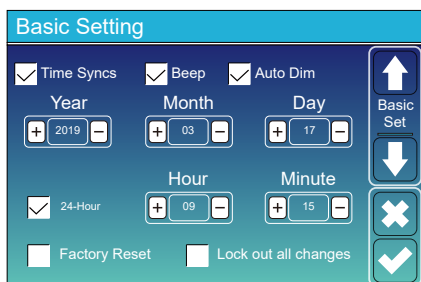 Basic Setting
Time Syncs Beep Auto Dim
Year Month Day
+ 2019 − + 03 − + 17 −
Basic
Set
Hour Minute
24-Hour + 09 − + 15 −
Factory Reset Lock out all changes